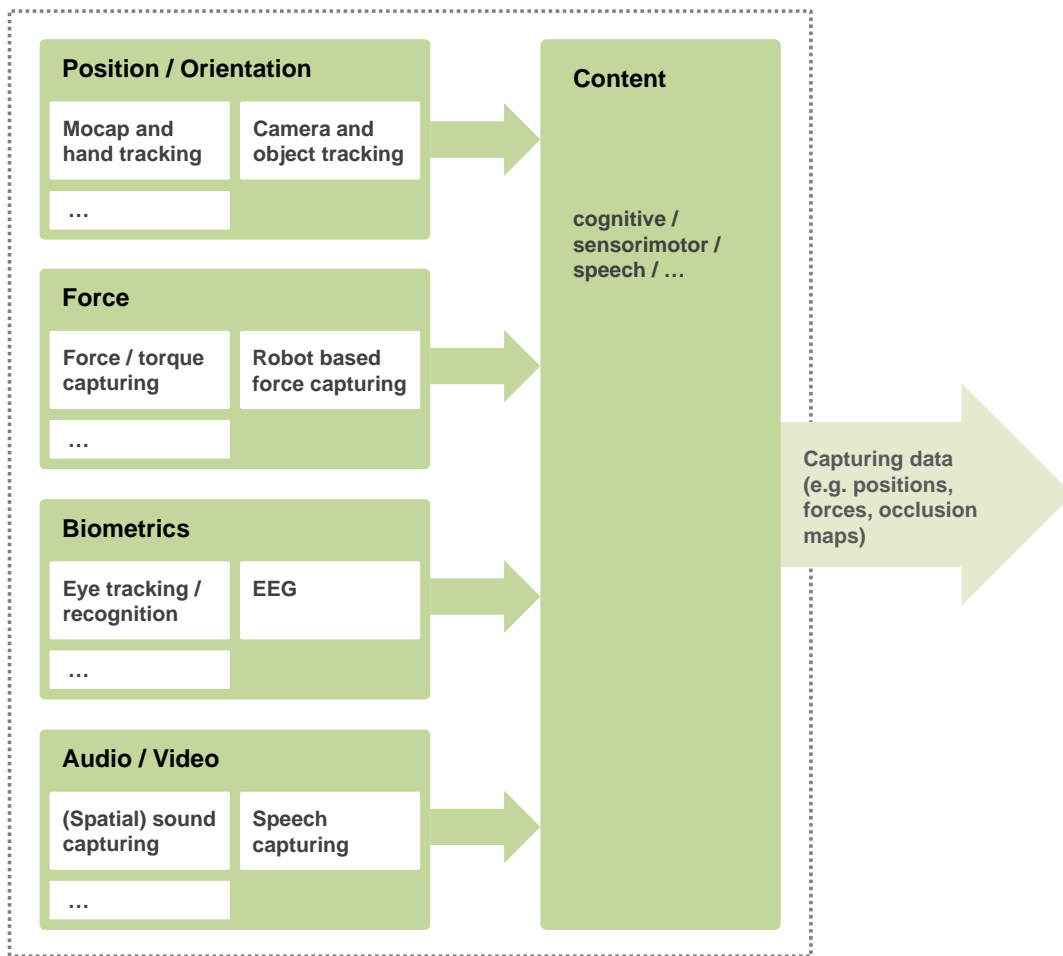 Position / Orientation
Mocap and
hand tracking
Camera and
object tracking
…
Force
Force / torque
capturing
Robot based
force capturing
…
Biometrics
Eye tracking /
recognition
EEG
…
Audio / Video
(Spatial) sound
capturing
Speech
capturing
…
Content
cognitive /
sensorimotor /
speech / …
Capturing data
(e.g. positions,
forces, occlusion
maps)